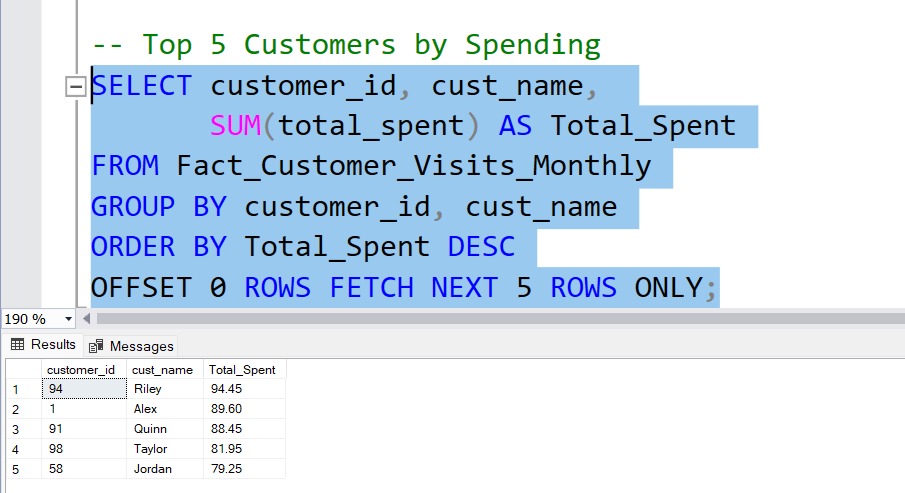 -- Top 5 Customers by Spending
SELECT customer_id, cust_name,
SUM(total_spent) AS Total_Spent
FROM Fact_Customer_Visits_Monthly
GROUP BY customer_id, cust_name
ORDER BY Total_Spent DESC
OFFSET 0 ROWS FETCH NEXT 5 ROWS ONLY;
190 %
Results Messages
customer_id cust_name Total_Spent
1 94 Riley 94.45
2 1 Alex 89.60
3 91 Quinn 88.45
4 98 Taylor 81.95
5 58 Jordan 79.25